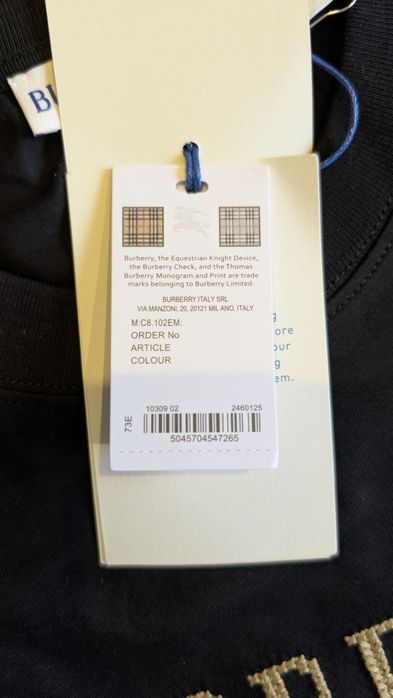 BU
Burberry, the Equestrian Knight Device,
the Burberry Check, and the Thomas
Burberry Monogram and Print are trade
marks belonging to Burberry Limited.
BURBERRY ITALY SRL
VIA MANZONI, 20, 20121 MIL ANO, ITALY
M:C8.102EM:
ORDER No
ARTICLE
COLOUR
g
ore
our
g
em.
73E
10309 02 2460125
5045704547265